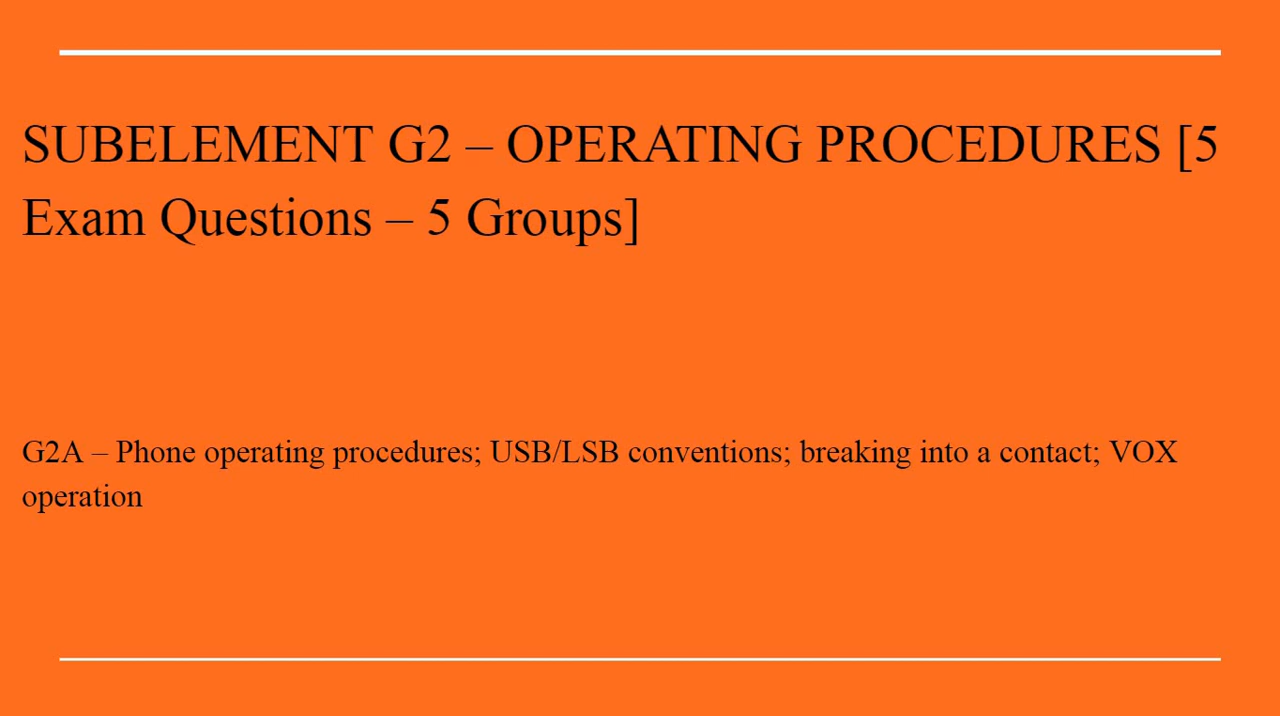 SUBELEMENT G2 – OPERATING PROCEDURES [5
Exam Questions – 5 Groups]
G2A – Phone operating procedures; USB/LSB conventions; breaking into a contact; VOX
operation